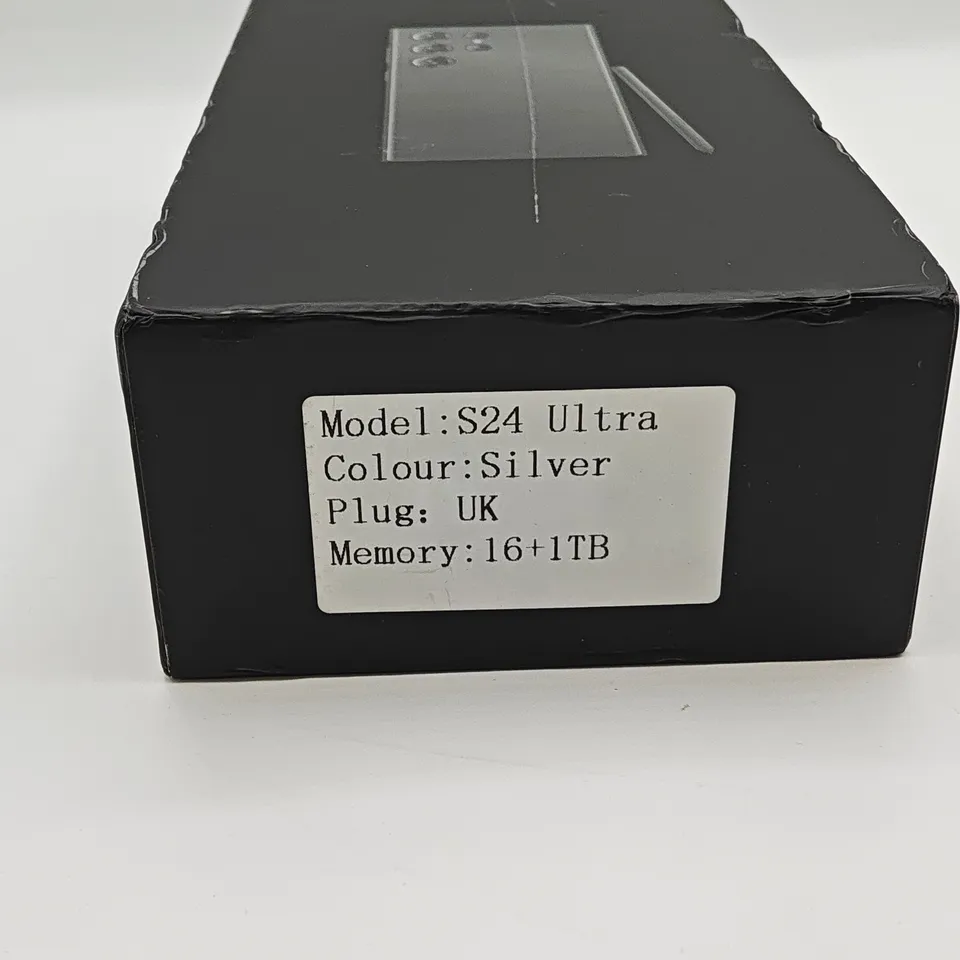 Model:S24 Ultra
Colour:Silver
Plug: UK
Memory:16+1TB